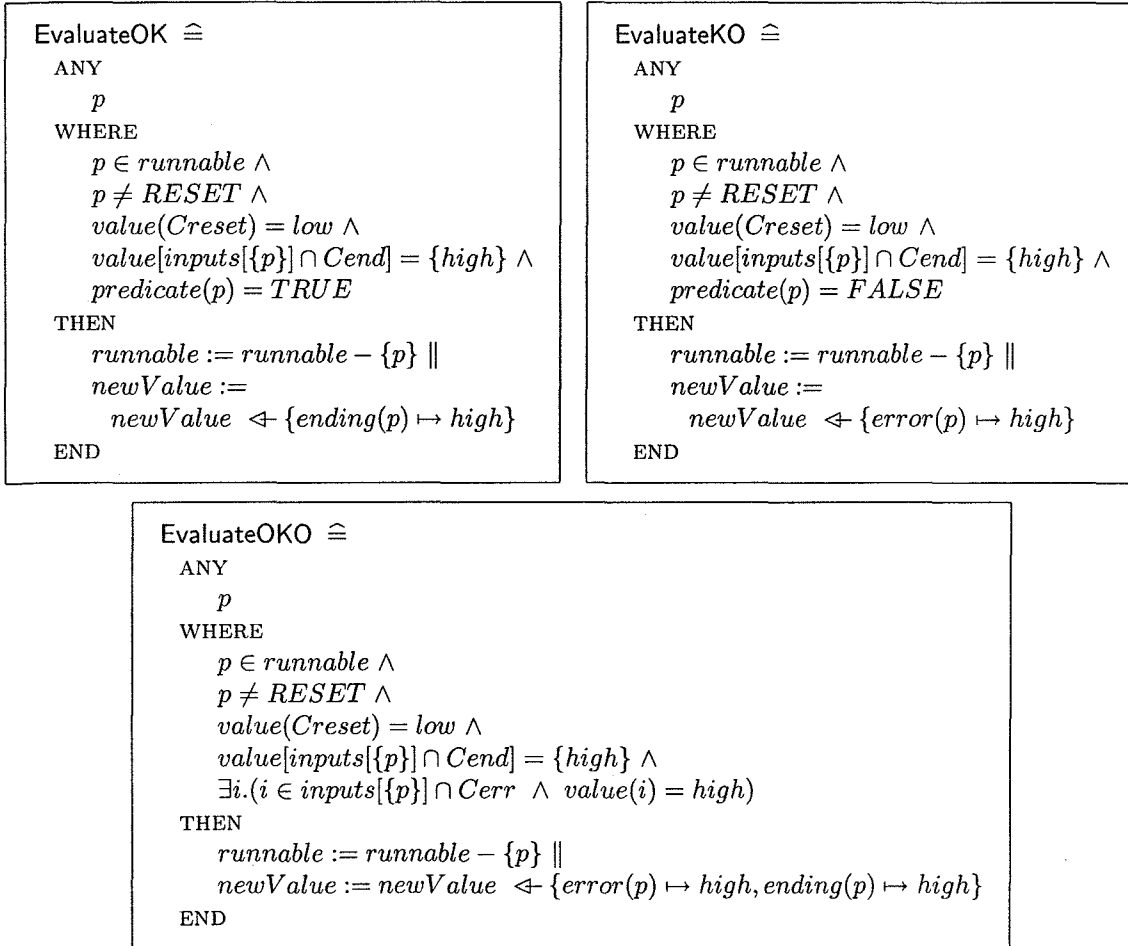 EvaluateOK ≙
ANY
p
WHERE
p ∈ runnable ∧
p ≠ RESET ∧
value(Creset) = low ∧
value[inputs[{p}] ∩ Cend] = {high} ∧
predicate(p) = TRUE
THEN
runnable := runnable − {p} ∥
newValue :=
newValue ⩤ {ending(p) ↦ high}
END
EvaluateKO ≙
ANY
p
WHERE
p ∈ runnable ∧
p ≠ RESET ∧
value(Creset) = low ∧
value[inputs[{p}] ∩ Cend] = {high} ∧
predicate(p) = FALSE
THEN
runnable := runnable − {p} ∥
newValue :=
newValue ⩤ {error(p) ↦ high}
END
EvaluateOKO ≙
ANY
p
WHERE
p ∈ runnable ∧
p ≠ RESET ∧
value(Creset) = low ∧
value[inputs[{p}] ∩ Cend] = {high} ∧
∃i.(i ∈ inputs[{p}] ∩ Cerr ∧ value(i) = high)
THEN
runnable := runnable − {p} ∥
newValue := newValue ⩤ {error(p) ↦ high, ending(p) ↦ high}
END